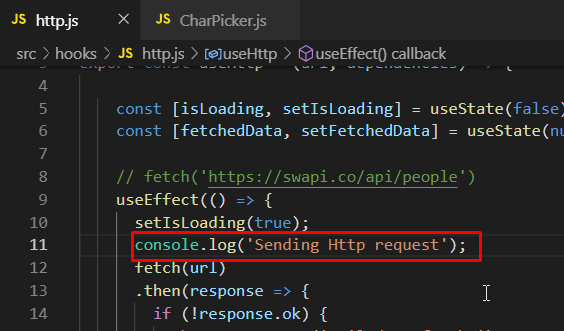 JS http.js × JS CharPicker.js
src > hooks > JS http.js > useHttp > useEffect() callback
4
5 const [isLoading, setIsLoading] = useState(false)
6 const [fetchedData, setFetchedData] = useState(nu
7
8 // fetch('https://swapi.co/api/people')
9 useEffect(() => {
10 setIsLoading(true);
11 console.log('Sending Http request');
12 fetch(url)
13 .then(response => {
14 if (!response.ok) {